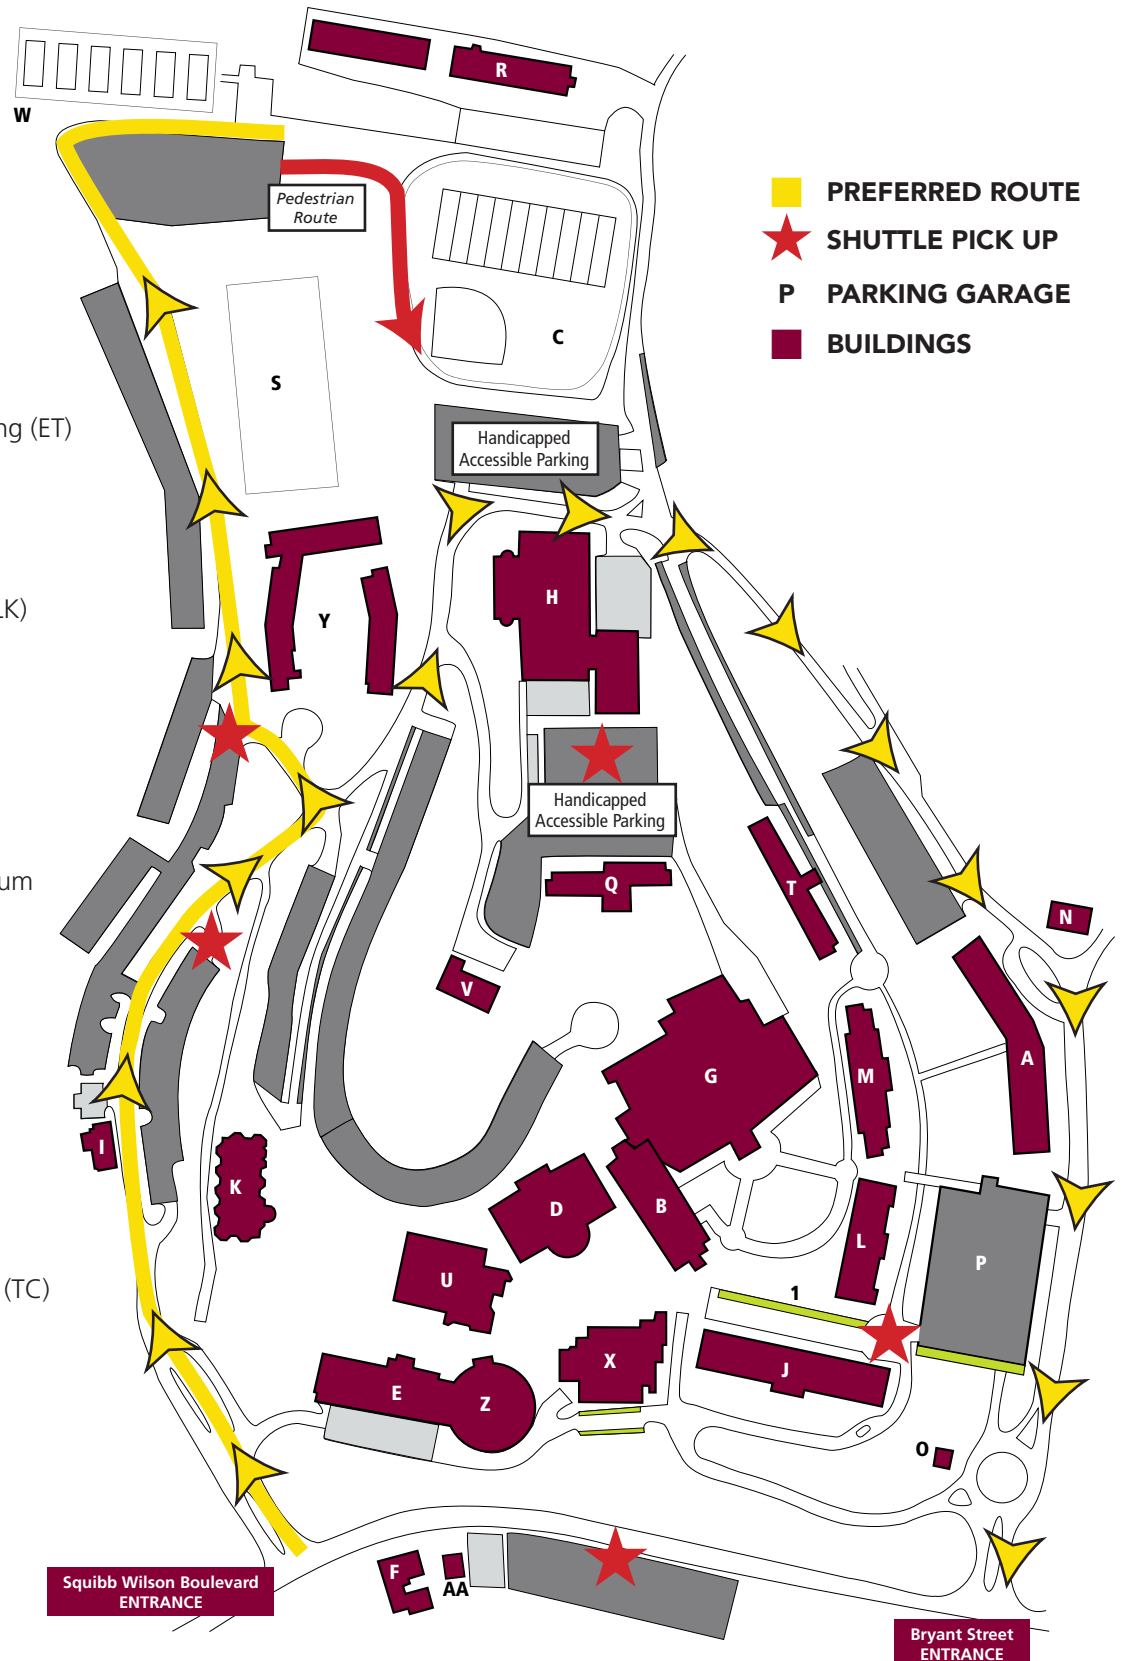 R
W
Pedestrian
Route
PREFERRED ROUTE
SHUTTLE PICK UP
P PARKING GARAGE
BUILDINGS
C
S
ng (ET)
Handicapped
Accessible Parking
H
LK)
Y
Handicapped
Accessible Parking
um
Q
T
N
V
A
G
M
I
K
B
D
L
P
U
(TC)
1
X
J
E
Z
O
F
AA
Squibb Wilson Boulevard
ENTRANCE
Bryant Street
ENTRANCE